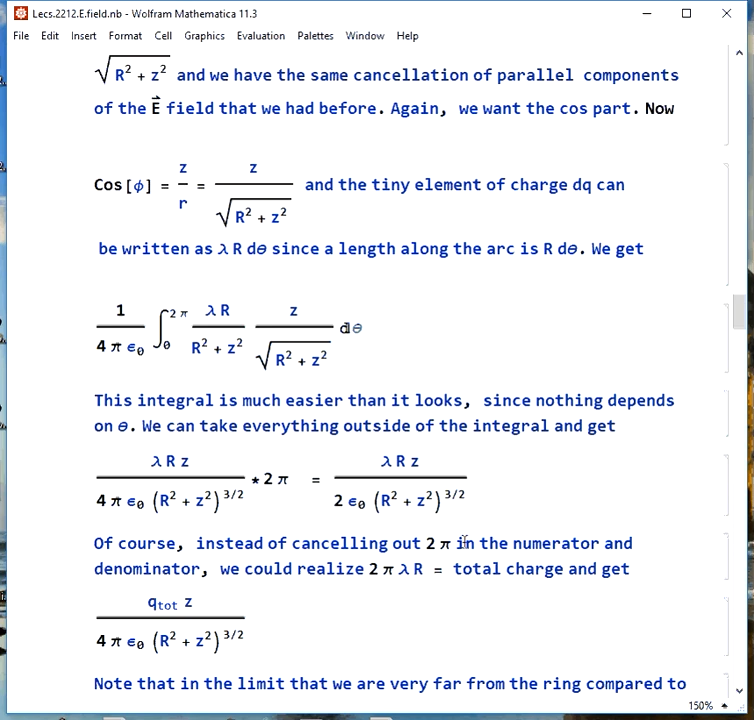 Lecs.2212.E.field.nb - Wolfram Mathematica 11.3
File Edit Insert Format Cell Graphics Evaluation Palettes Window Help
√(R² + z²) and we have the same cancellation of parallel components
of the E⃗ field that we had before. Again, we want the cos part. Now
Cos[ϕ] = z/r = z/√(R² + z²) and the tiny element of charge dq can
be written as λ R dθ since a length along the arc is R dθ. We get
1/(4 π ϵ₀) ∫₀^(2 π) λ R/(R² + z²) z/√(R² + z²) ⅆθ
This integral is much easier than it looks, since nothing depends
on θ. We can take everything outside of the integral and get
λ R z/(4 π ϵ₀ (R² + z²)^(3/2)) * 2 π = λ R z/(2 ϵ₀ (R² + z²)^(3/2))
Of course, instead of cancelling out 2 π in the numerator and
denominator, we could realize 2 π λ R = total charge and get
q_tot z/(4 π ϵ₀ (R² + z²)^(3/2))
Note that in the limit that we are very far from the ring compared to
150%